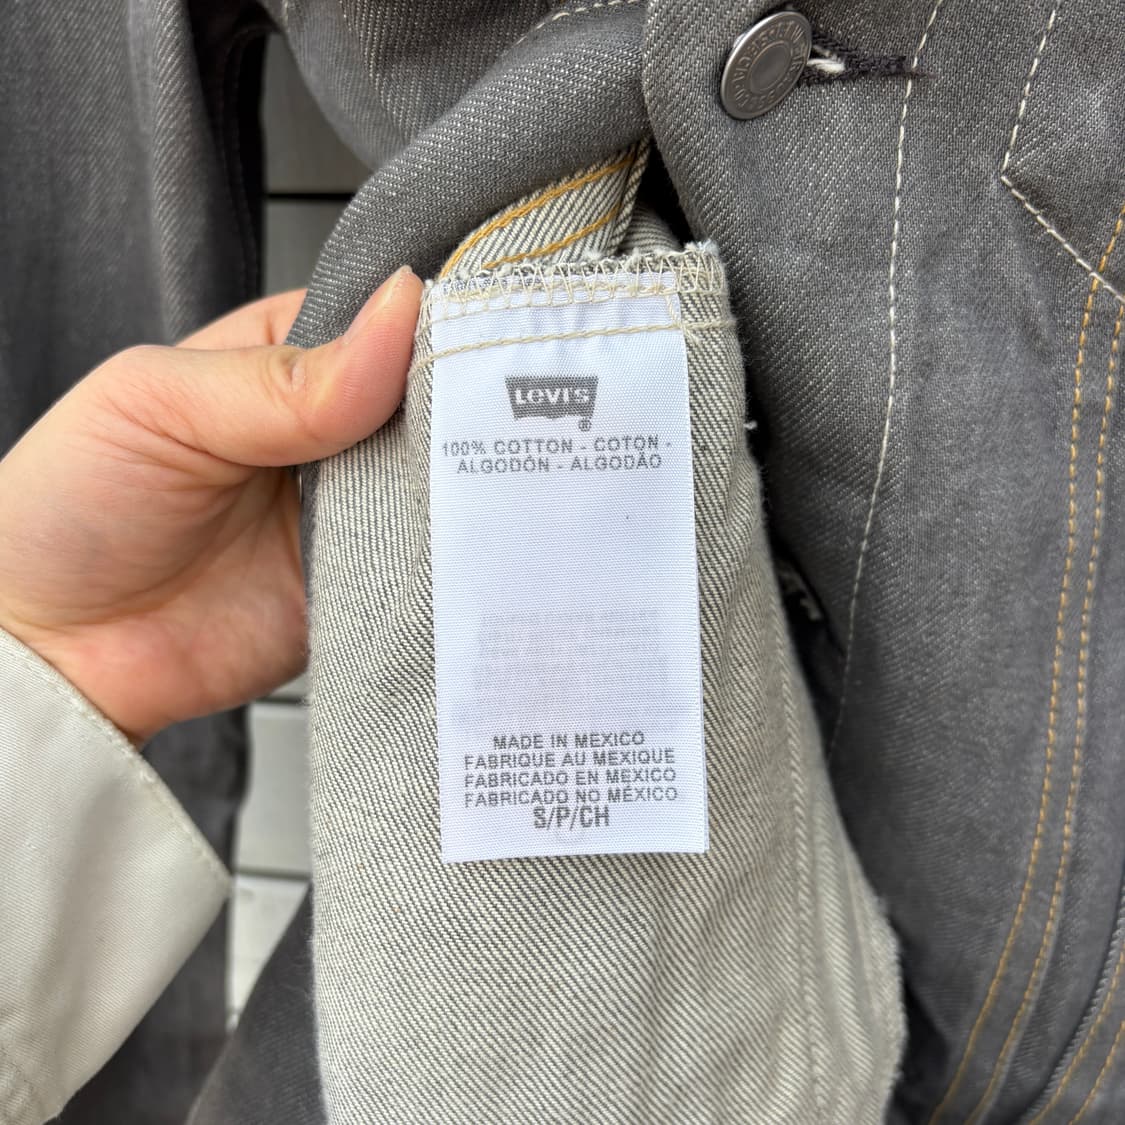 LEVI'S
®
100% COTTON - COTON -
ALGODÓN - ALGODÃO
MADE IN MEXICO
FABRIQUE AU MEXIQUE
FABRICADO EN MEXICO
FABRICADO NO MÉXICO
S/P/CH